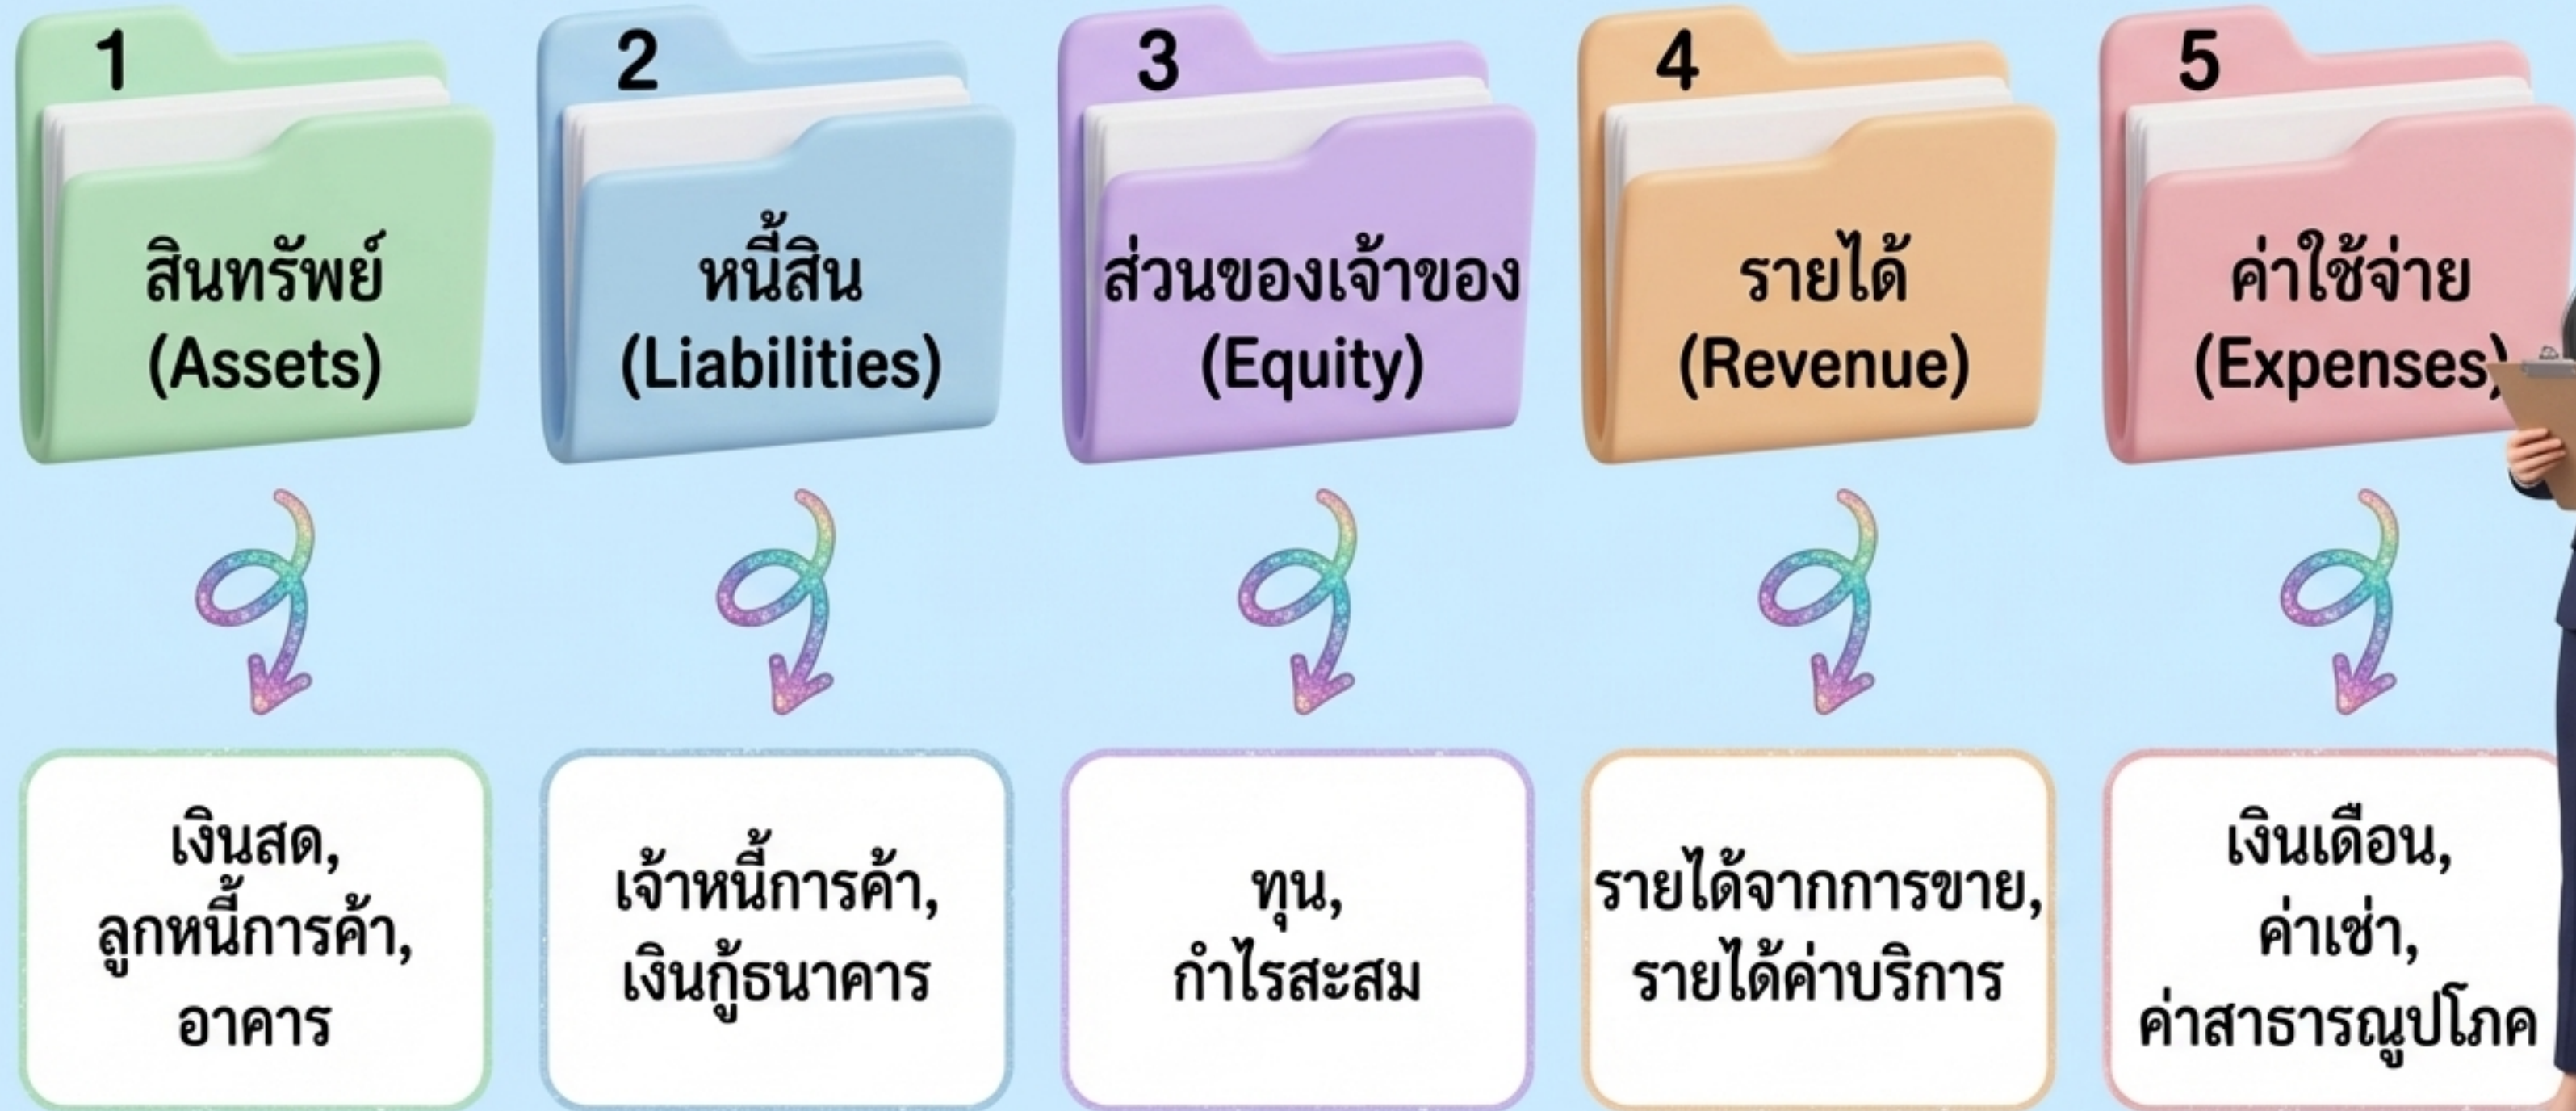 1
สินทรัพย์
(Assets)
เงินสด,
ลูกหนี้การค้า,
อาคาร
2
หนี้สิน
(Liabilities)
เจ้าหนี้การค้า,
เงินกู้ธนาคาร
3
ส่วนของเจ้าของ
(Equity)
ทุน,
กำไรสะสม
4
รายได้
(Revenue)
รายได้จากการขาย,
รายได้ค่าบริการ
5
ค่าใช้จ่าย
(Expenses)
เงินเดือน,
ค่าเช่า,
ค่าสาธารณูปโภค